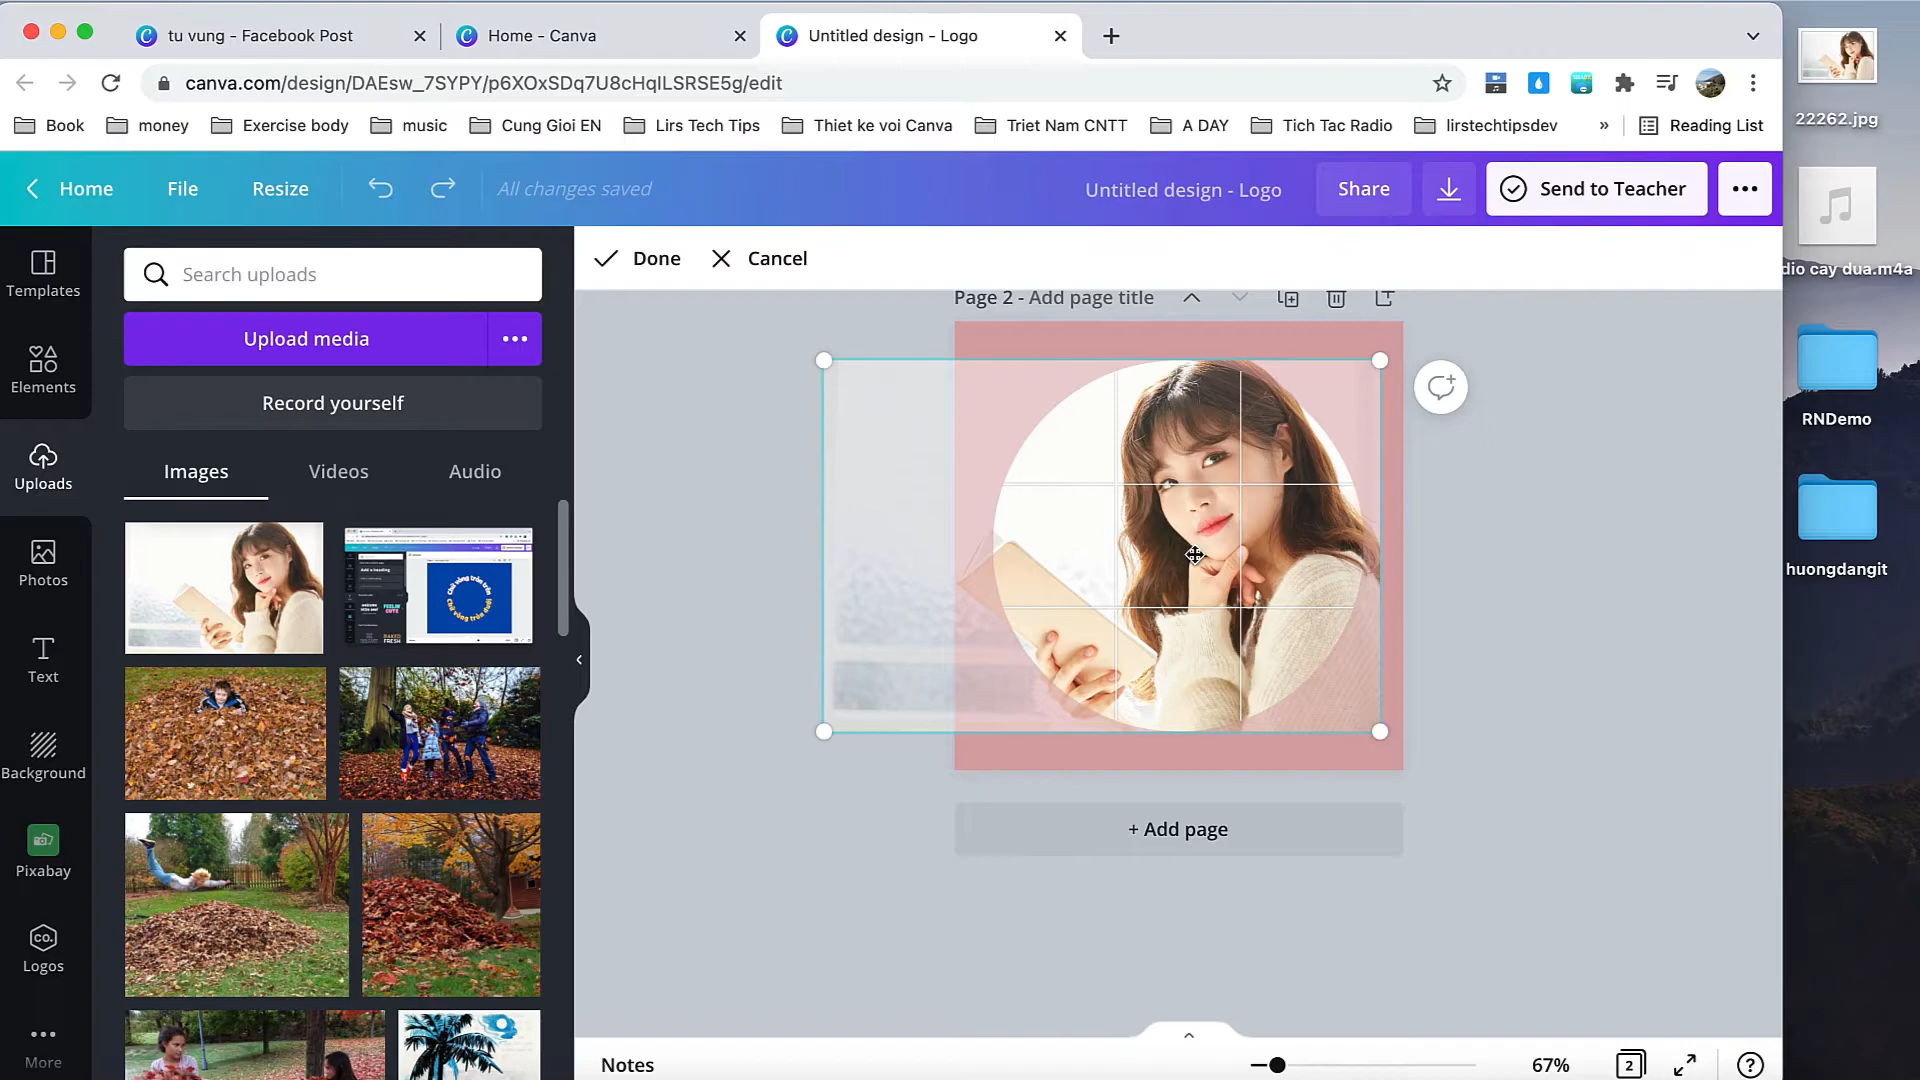 tu vung - Facebook Post
Home - Canva
Untitled design - Logo
canva.com/design/DAEsw_7SYPY/p6XOxSDq7U8cHqlLSRSE5g/edit
Book
money
Exercise body
music
Cung Gioi EN
Lirs Tech Tips
Thiet ke voi Canva
Triet Nam CNTT
A DAY
Tich Tac Radio
lirstechtipsdev
»
Reading List
22262.jpg
Home
File
Resize
All changes saved
Untitled design - Logo
Share
Send to Teacher
dio cay dua.m4a
Templates
Search uploads
Done
Cancel
Page 2 - Add page title
Upload media
Elements
Record yourself
RNDemo
Uploads
Images
Videos
Audio
Photos
huongdangit
Text
Background
+ Add page
Pixabay
CO.
Logos
More
Notes
67%
2
?